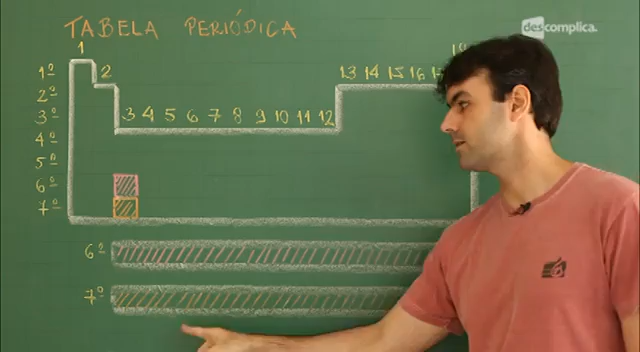 descomplica.
TABELA PERIÓDICA
1
2
13 14 15 16
3 4 5 6 7 8 9 10 11 12
1º
2º
3º
4º
5º
6º
7º
6º
7º